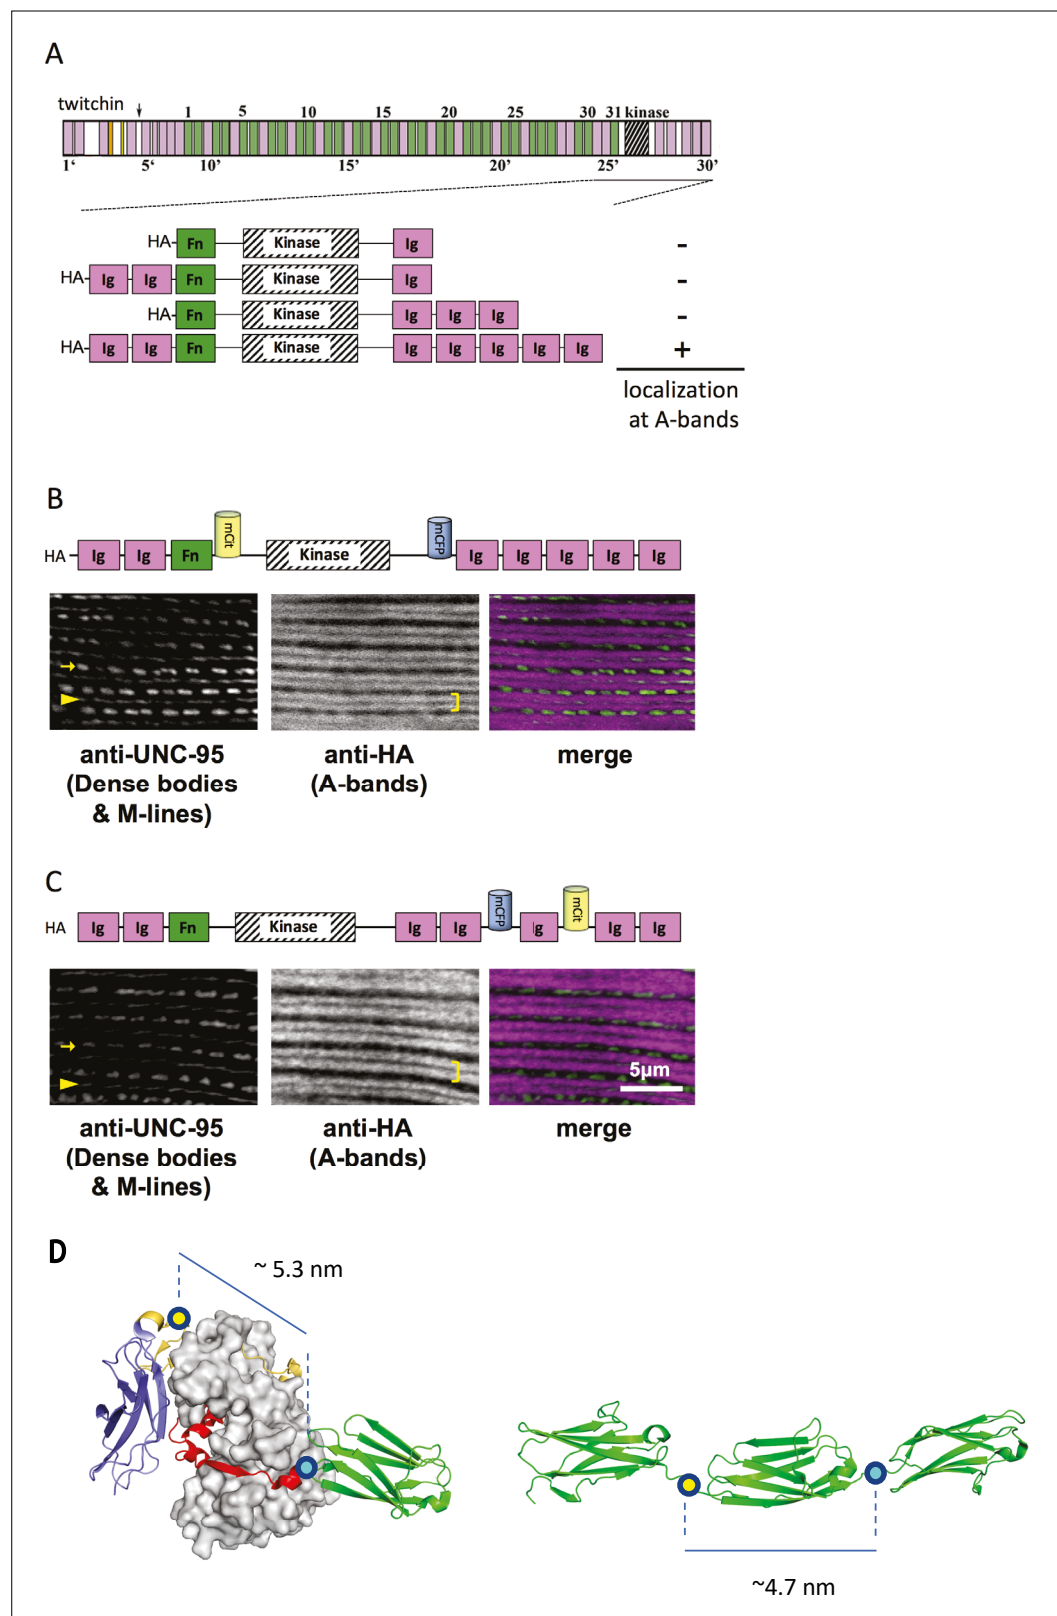 A
twitchin
1 5 10 15 20 25 30 31 kinase
1‘ 5‘ 10’ 15’ 20’ 25’ 30’
HA- Fn Kinase Ig -
HA- Ig Ig Fn Kinase Ig -
HA- Fn Kinase Ig Ig Ig -
HA- Ig Ig Fn Kinase Ig Ig Ig Ig Ig +
localization
at A-bands
B
mCit mCFP
HA Ig Ig Fn Kinase Ig Ig Ig Ig Ig
anti-UNC-95 anti-HA merge
(Dense bodies (A-bands)
& M-lines)
C
mCFP mCit
HA Ig Ig Fn Kinase Ig Ig Ig Ig Ig
5μm
anti-UNC-95 anti-HA merge
(Dense bodies (A-bands)
& M-lines)
D
~ 5.3 nm
~4.7 nm